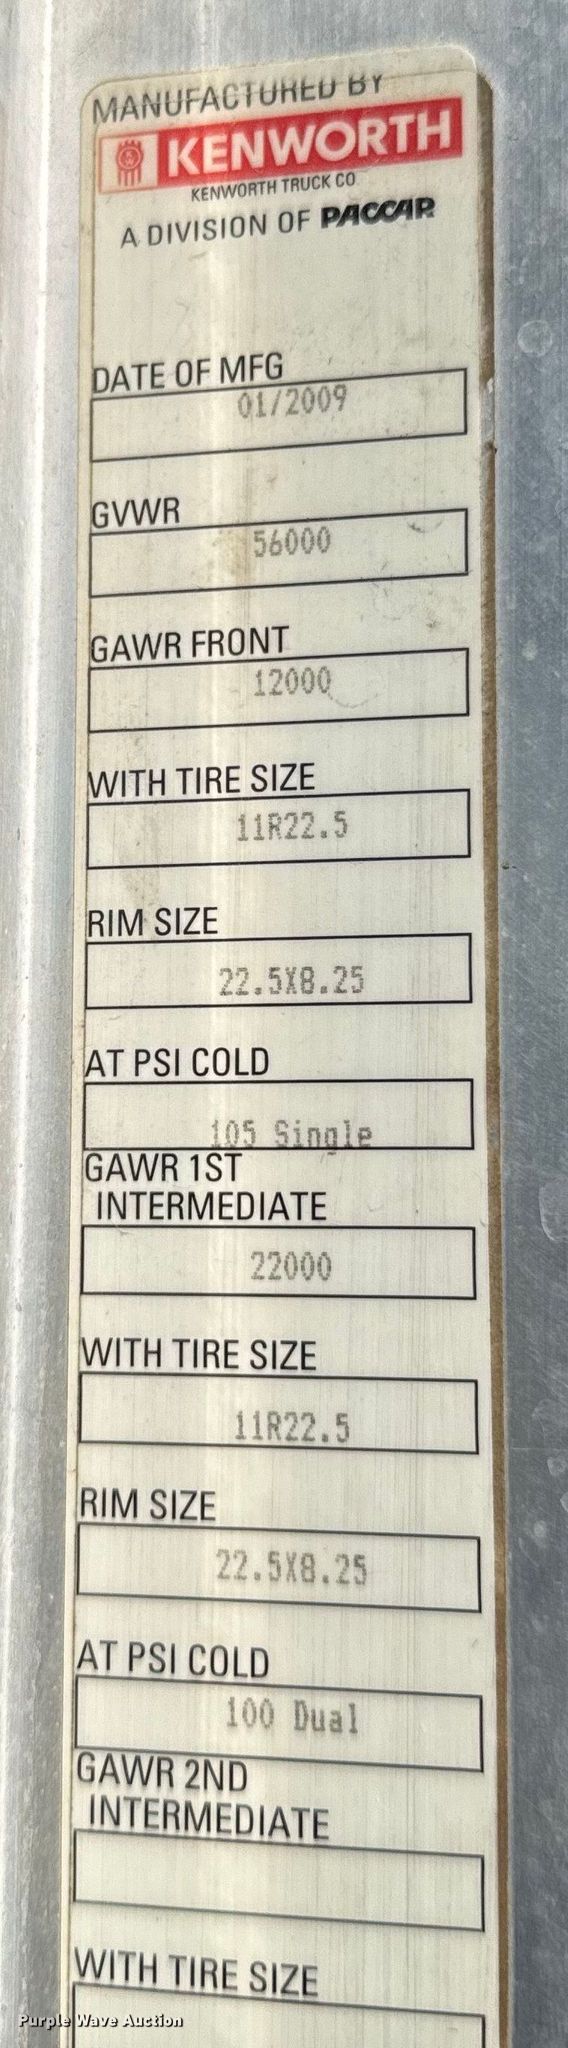 MANUFACTURED BY
KENWORTH
KENWORTH TRUCK CO
A DIVISION OF PACCAR
DATE OF MFG
01/2009
GVWR
56000
GAWR FRONT
12000
WITH TIRE SIZE
11R22.5
RIM SIZE
22.5X8.25
AT PSI COLD
105 Single
GAWR 1ST
INTERMEDIATE
22000
WITH TIRE SIZE
11R22.5
RIM SIZE
22.5X8.25
AT PSI COLD
100 Dual
GAWR 2ND
INTERMEDIATE
WITH TIRE SIZE
Purple Wave Auction